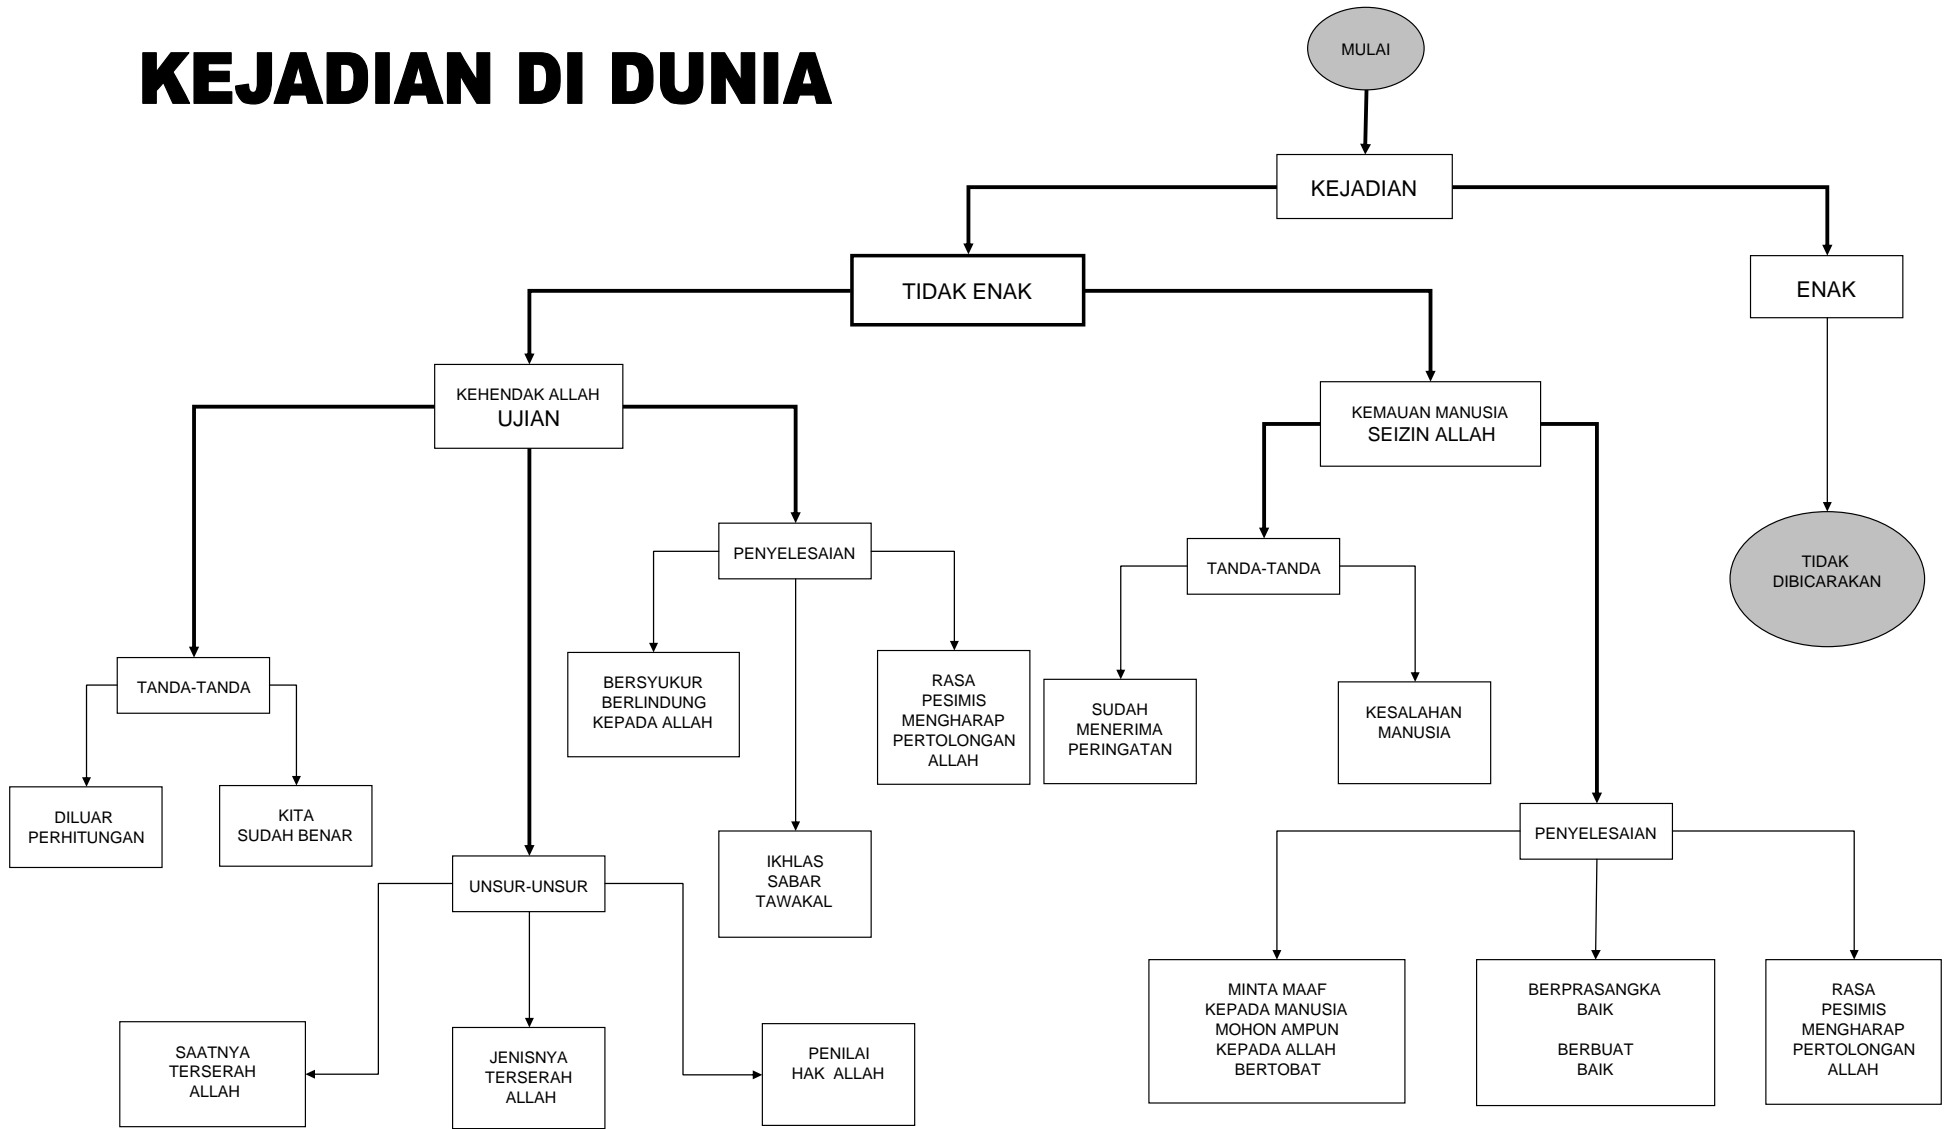 KEJADIAN DI DUNIA
MULAI
KEJADIAN
TIDAK ENAK
ENAK
KEHENDAK ALLAH
UJIAN
KEMAUAN MANUSIA
SEIZIN ALLAH
PENYELESAIAN
TANDA-TANDA
TIDAK
DIBICARAKAN
TANDA-TANDA
BERSYUKUR
BERLINDUNG
KEPADA ALLAH
RASA
PESIMIS
MENGHARAP
PERTOLONGAN
ALLAH
SUDAH
MENERIMA
PERINGATAN
KESALAHAN
MANUSIA
DILUAR
PERHITUNGAN
KITA
SUDAH BENAR
IKHLAS
SABAR
TAWAKAL
PENYELESAIAN
UNSUR-UNSUR
SAATNYA
TERSERAH
ALLAH
JENISNYA
TERSERAH
ALLAH
PENILAI
HAK  ALLAH
MINTA MAAF
KEPADA MANUSIA
MOHON AMPUN
KEPADA ALLAH
BERTOBAT
BERPRASANGKA
BAIK
BERBUAT
BAIK
RASA
PESIMIS
MENGHARAP
PERTOLONGAN
ALLAH